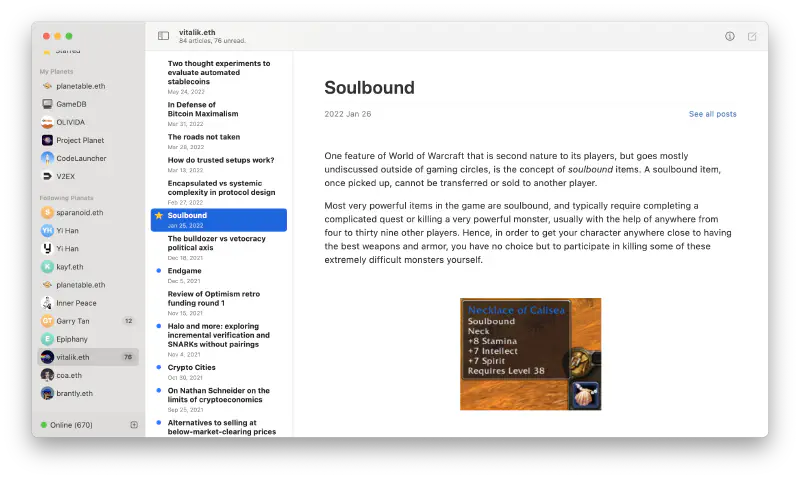 Starred
My Planets
planetable.eth
GameDB
OLIVIDA
Project Planet
CodeLauncher
V2EX
Following Planets
sparanoid.eth
YH Yi Han
Yi Han
K kayf.eth
planetable.eth
Inner Peace
GT Garry Tan 12
E Epiphany
vitalik.eth 76
coa.eth
brantly.eth
Online (670)
vitalik.eth
84 articles, 76 unread.
Two thought experiments to
evaluate automated
stablecoins
May 24, 2022
In Defense of
Bitcoin Maximalism
Mar 31, 2022
The roads not taken
Mar 28, 2022
How do trusted setups work?
Mar 13, 2022
Encapsulated vs systemic
complexity in protocol design
Feb 27, 2022
Soulbound
Jan 25, 2022
The bulldozer vs vetocracy
political axis
Dec 18, 2021
Endgame
Dec 5, 2021
Review of Optimism retro
funding round 1
Nov 15, 2021
Halo and more: exploring
incremental verification and
SNARKs without pairings
Nov 4, 2021
Crypto Cities
Oct 30, 2021
On Nathan Schneider on the
limits of cryptoeconomics
Sep 25, 2021
Alternatives to selling at
below-market-clearing prices
Soulbound
2022 Jan 26
See all posts
One feature of World of Warcraft that is second nature to its players, but goes mostly
undiscussed outside of gaming circles, is the concept of soulbound items. A soulbound item,
once picked up, cannot be transferred or sold to another player.
Most very powerful items in the game are soulbound, and typically require completing a
complicated quest or killing a very powerful monster, usually with the help of anywhere from
four to thirty nine other players. Hence, in order to get your character anywhere close to having
the best weapons and armor, you have no choice but to participate in killing some of these
extremely difficult monsters yourself.
Necklace of Calisea
Soulbound
Neck
+8 Stamina
+7 Intellect
+7 Spirit
Requires Level 38